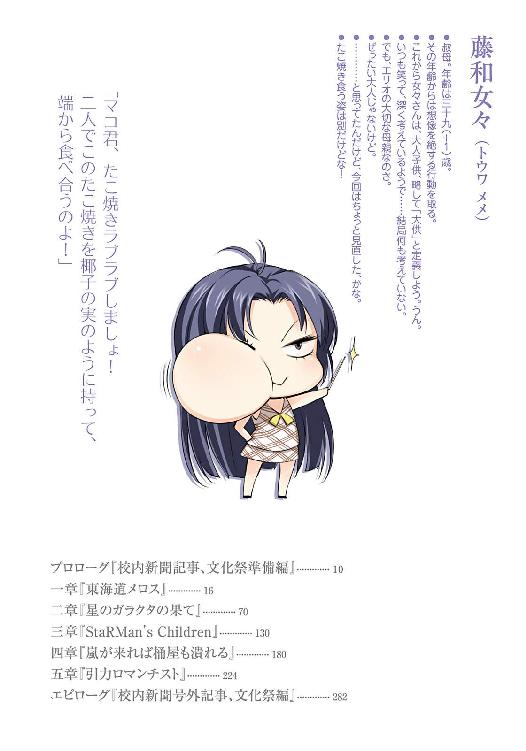 藤和女々（トウワ メメ）
●叔母。年齢は三十九（−1）歳。
●その年齢からは想像を絶する行動を取る。
●これから女々さんは、大人子供、略して「大供」と定義しよう。うん。
●いつも笑って、深く考えているようで……結局何も考えていない。
●でも、エリオの大切な母親なのさ。
●ぜったい大人じゃないけど。
●…………と思ってたんだけど、今回はちょっと見直した、かな。
●たこ焼き食う姿は別だけどな！
「マコ君、たこ焼きラブラブしましょ！
二人でこのたこ焼きを椰子の実のように持って、
端から食べ合うのよ！」
プロローグ『校内新聞記事、文化祭準備編』………… 10
一章『東海道メロス』………… 16
二章『星のガラクタの果て』………… 70
三章『StaRMan's Children』………… 130
四章『嵐が来れば桶屋も潰れる』………… 180
五章『引力ロマンチスト』………… 224
エピローグ『校内新聞号外記事、文化祭編』………… 282